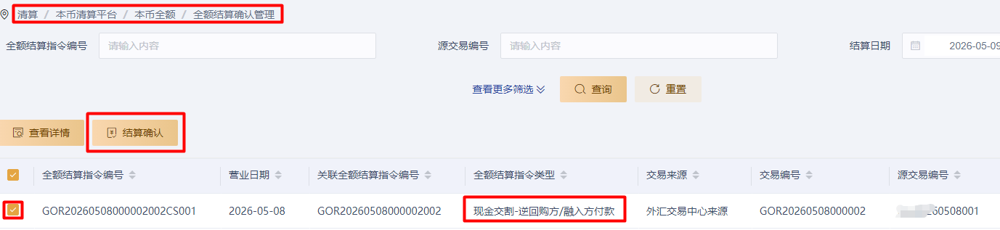 清算 / 本币清算平台 / 本币全额 / 全额结算确认管理
全额结算指令编号 请输入内容 源交易编号 请输入内容 结算日期 2026-05-09
查看更多筛选 查询 重置
查看详情 结算确认
全额结算指令编号 营业日期 关联全额结算指令编号 全额结算指令类型 交易来源 交易编号 源交易编号
GOR20260508000002002CS001 2026-05-08 GOR20260508000002002 现金交割-逆回购方/融入方付款 外汇交易中心来源 GOR20260508000002 260508001